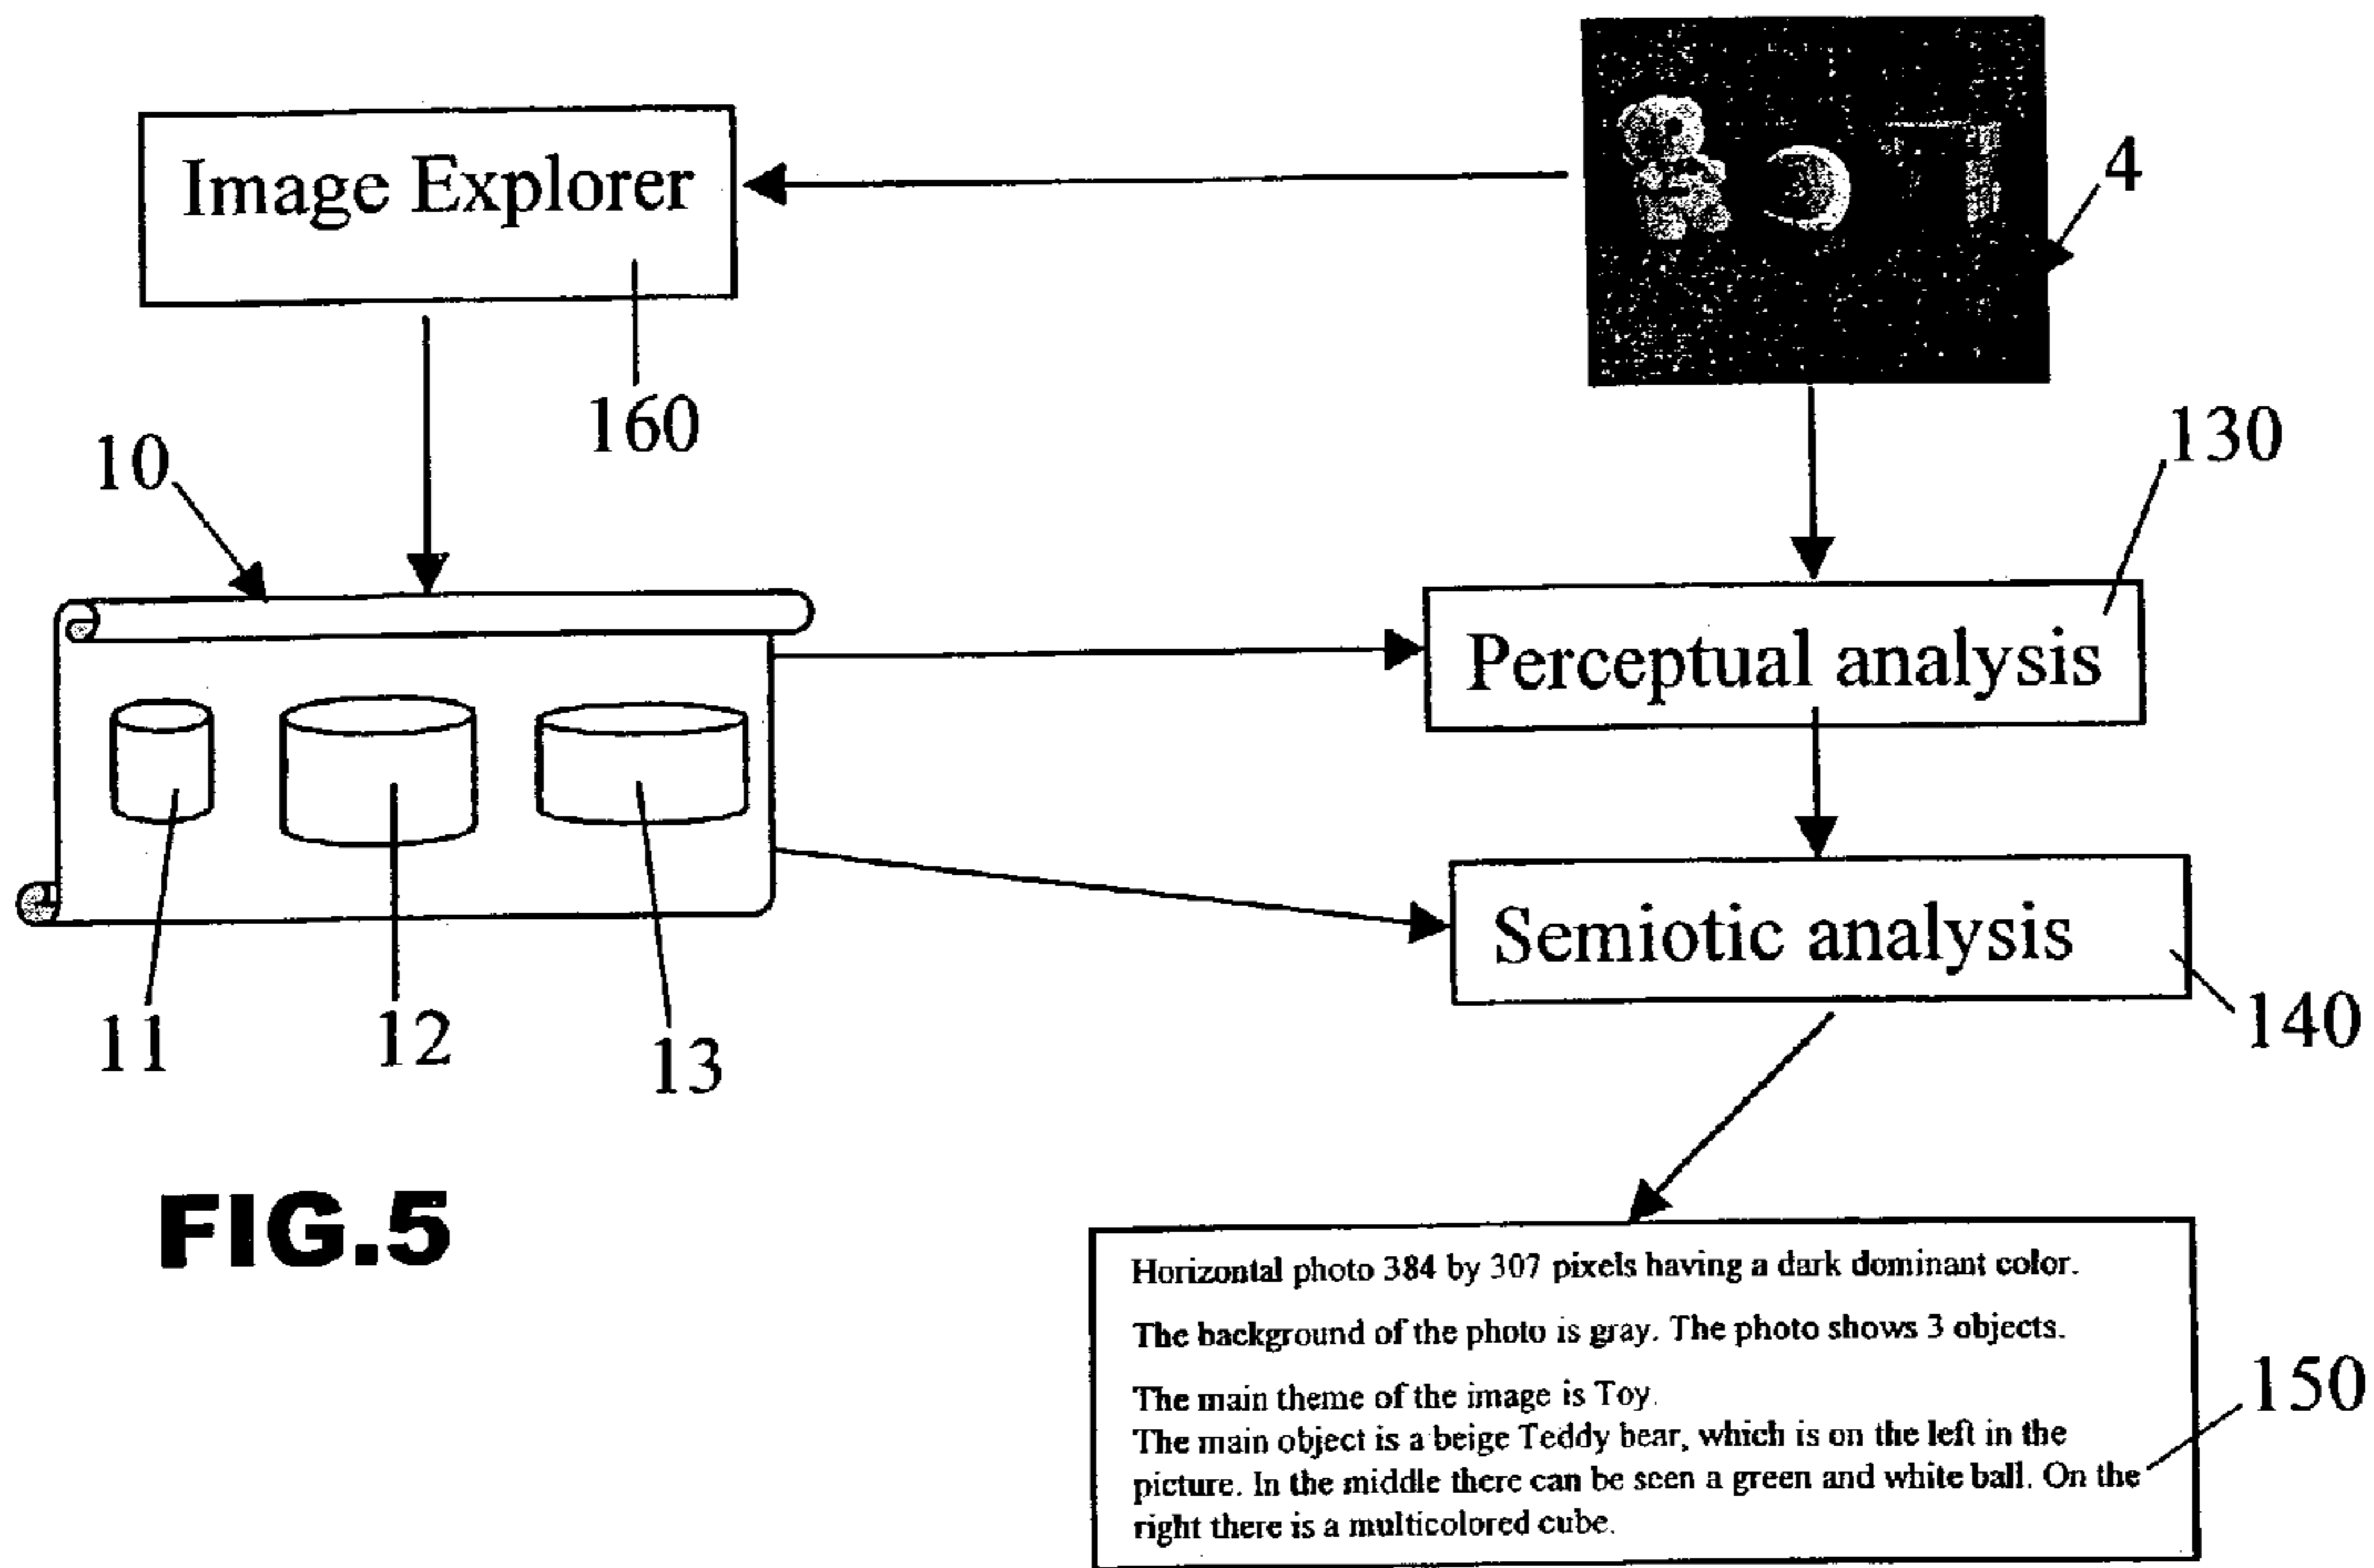 Image Explorer
4
160
130
10
Perceptual analysis
Semiotic analysis
11
12
13
140
FIG.5
Horizontal photo 384 by 307 pixels having a dark dominant color.
The background of the photo is gray. The photo shows 3 objects.
The main theme of the image is Toy.
The main object is a beige Teddy bear, which is on the left in the
picture. In the middle there can be seen a green and white ball. On the
right there is a multicolored cube.
150